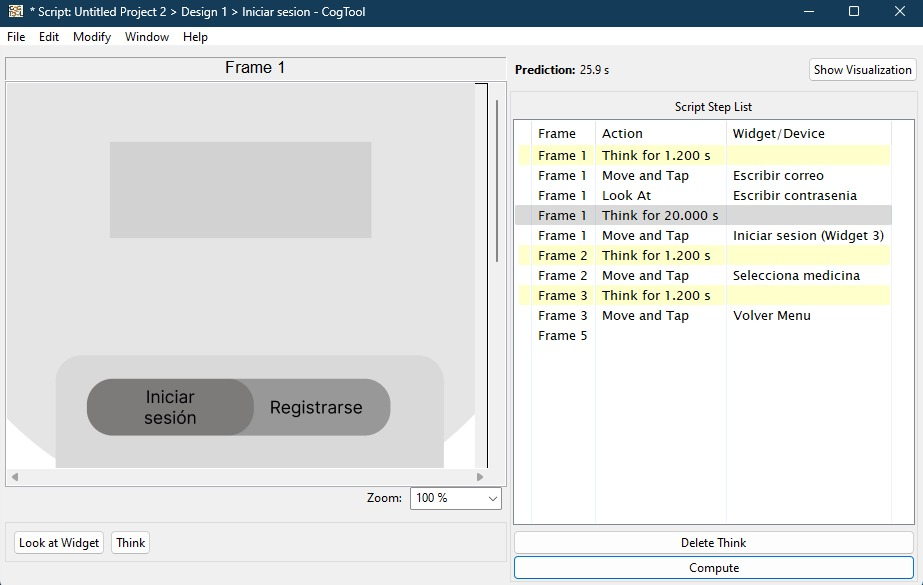 * Script: Untitled Project 2 > Design 1 > Iniciar sesion - CogTool
File Edit Modify Window Help
Frame 1
Prediction: 25.9 s
Show Visualization
Script Step List
Frame Action Widget/Device
Frame 1 Think for 1.200 s
Frame 1 Move and Tap Escribir correo
Frame 1 Look At Escribir contrasenia
Frame 1 Think for 20.000 s
Frame 1 Move and Tap Iniciar sesion (Widget 3)
Frame 2 Think for 1.200 s
Frame 2 Move and Tap Selecciona medicina
Frame 3 Think for 1.200 s
Frame 3 Move and Tap Volver Menu
Frame 5
Iniciar
sesión
Registrarse
Zoom: 100 %
Look at Widget
Think
Delete Think
Compute